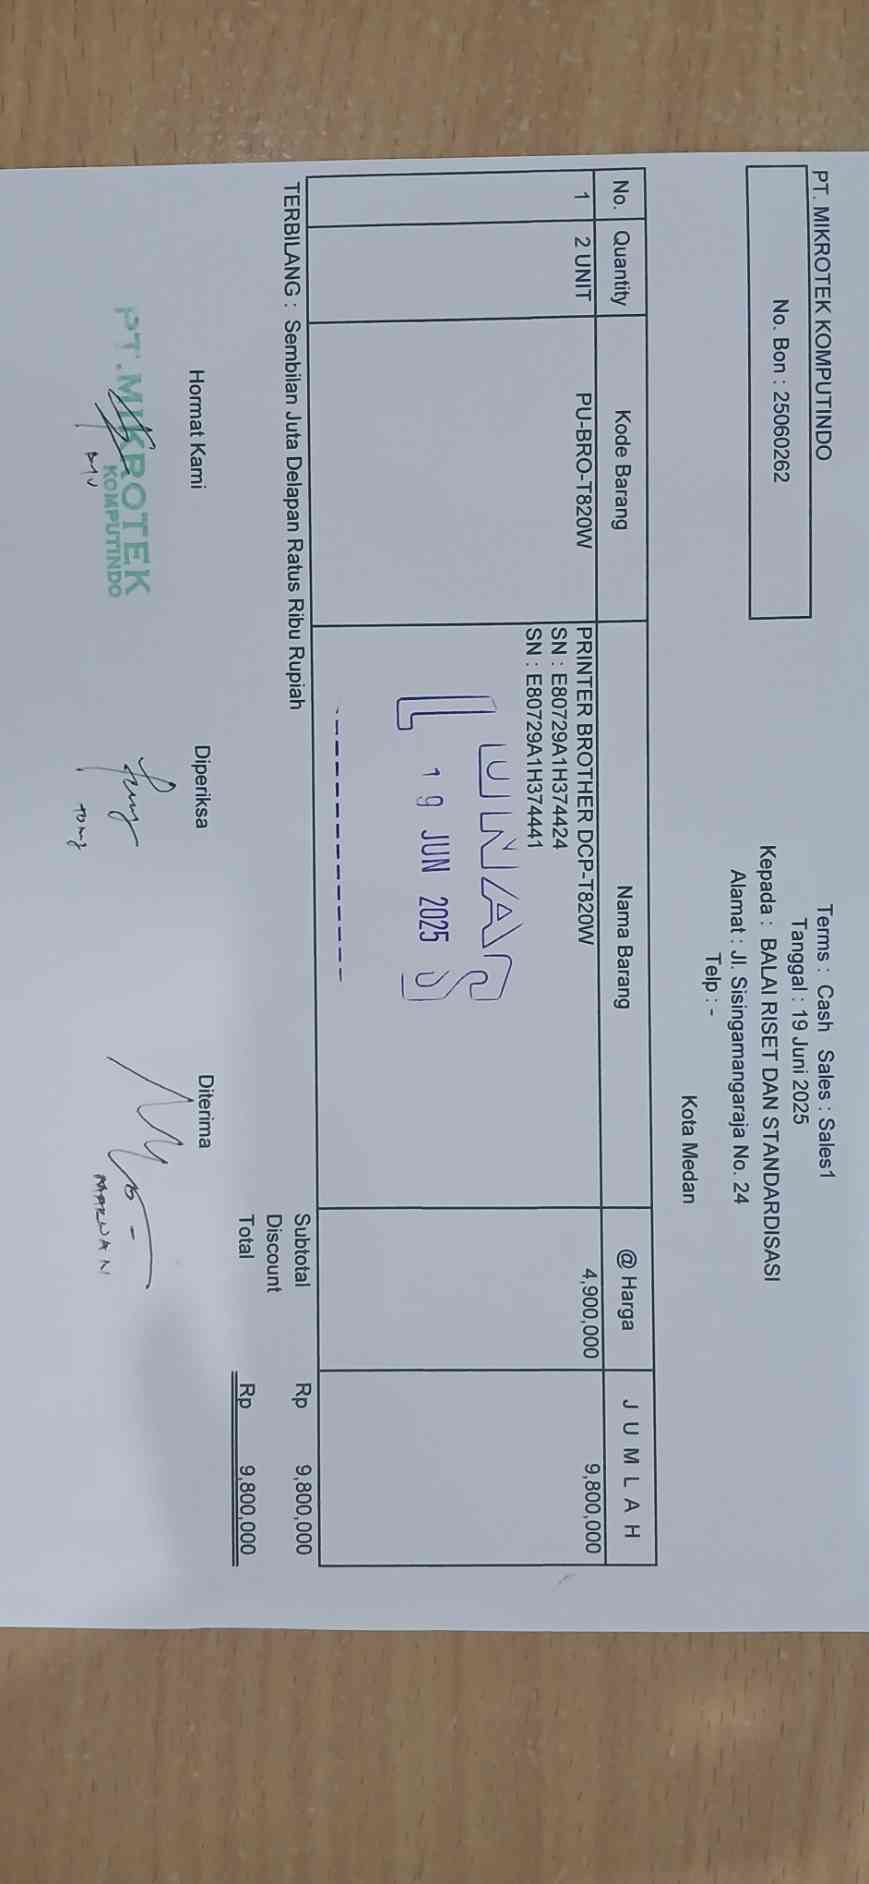 PT. MIKROTEK KOMPUTINDO
No. Bon : 25060262
Terms : Cash Sales : Sales1
Tanggal : 19 Juni 2025
Kepada : BALAI RISET DAN STANDARDISASI
Alamat : Jl. Sisingamangaraja No. 24
Telp : -
Kota Medan
No. Quantity Kode Barang Nama Barang @ Harga J U M L A H
1 2 UNIT PU-BRO-T820W PRINTER BROTHER DCP-T820W 4,900,000 9,800,000
SN : E80729A1H374424
SN : E80729A1H374441
LUNAS
19 JUN 2025
TERBILANG : Sembilan Juta Delapan Ratus Ribu Rupiah
Subtotal Rp 9,800,000
Discount
Total Rp 9,800,000
Hormat Kami Diperiksa Diterima
PT. MIKROTEK
KOMPUTINDO
MARWAN